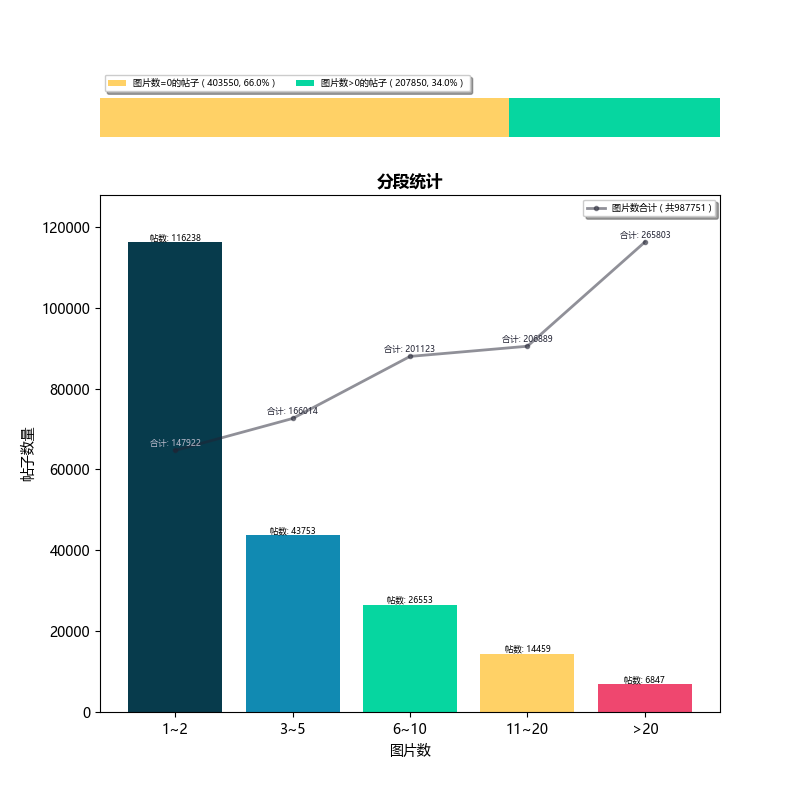 图片数=0的帖子 ( 403550, 66.0% ) 图片数>0的帖子 ( 207850, 34.0% )
分段统计
图片数合计 ( 共987751 )
120000
100000
80000
60000
40000
20000
0
帖子数量
帖数: 116238
帖数: 43753
帖数: 26553
帖数: 14459
帖数: 6847
合计: 147922
合计: 166014
合计: 201123
合计: 206889
合计: 265803
1~2 3~5 6~10 11~20 >20
图片数